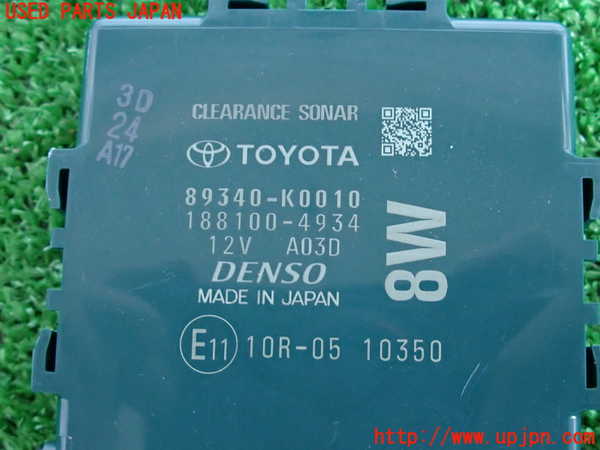 USED PARTS JAPAN
3D
24
A17
CLEARANCE SONAR
TOYOTA
89340-K0010
188100-4934
12V A03D
DENSO
MADE IN JAPAN
8W
E11 10R-05 10350
http://www.upjpn.com/